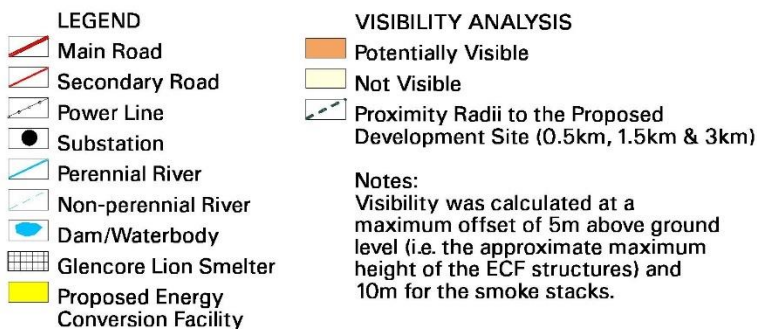 LEGEND
Main Road
Secondary Road
Power Line
Substation
Perennial River
Non-perennial River
Dam/Waterbody
Glencore Lion Smelter
Proposed Energy
Conversion Facility
VISIBILITY ANALYSIS
Potentially Visible
Not Visible
Proximity Radii to the Proposed
Development Site (0.5km, 1.5km & 3km)
Notes:
Visibility was calculated at a
maximum offset of 5m above ground
level (i.e. the approximate maximum
height of the ECF structures) and
10m for the smoke stacks.